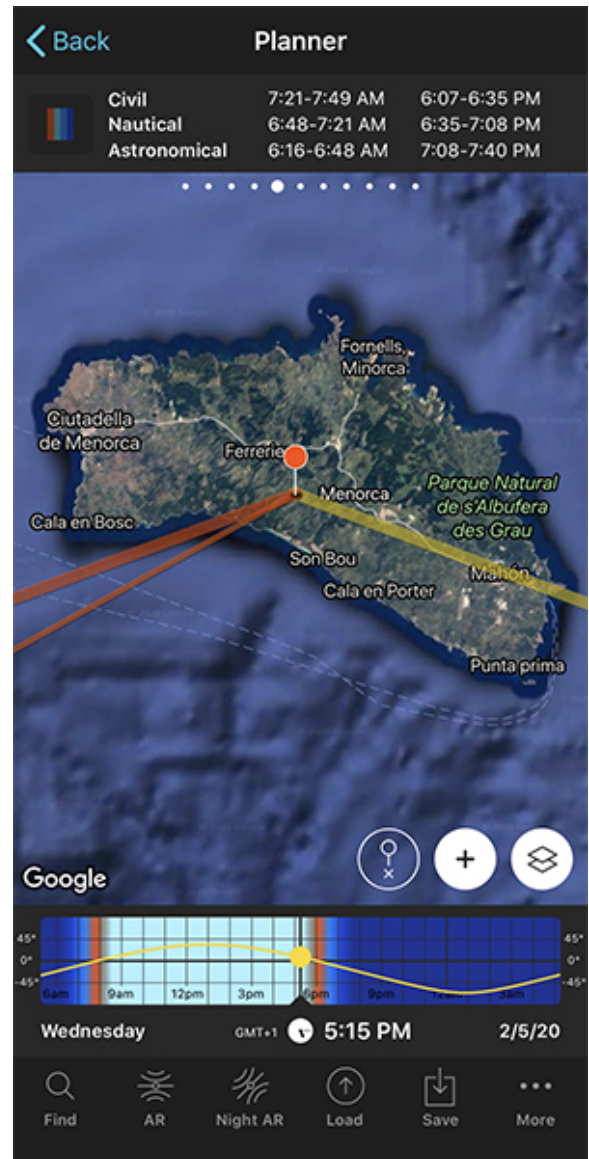 Back Planner
Civil 7:21-7:49 AM 6:07-6:35 PM
Nautical 6:48-7:21 AM 6:35-7:08 PM
Astronomical 6:16-6:48 AM 7:08-7:40 PM
Fornells,
Minorca
Ciutadella
de Menorca
Ferrerie
Menorca
Parque Natural
de s'Albufera
des Grau
Cala en Bosc
Son Bou
Mahón
Cala en Porter
Punta prima
Google
45° 45°
0° 0°
-45° -45°
6am 9am 12pm 3pm 6pm 9pm 12am 3am
Wednesday GMT+1 5:15 PM 2/5/20
Find AR Night AR Load Save More